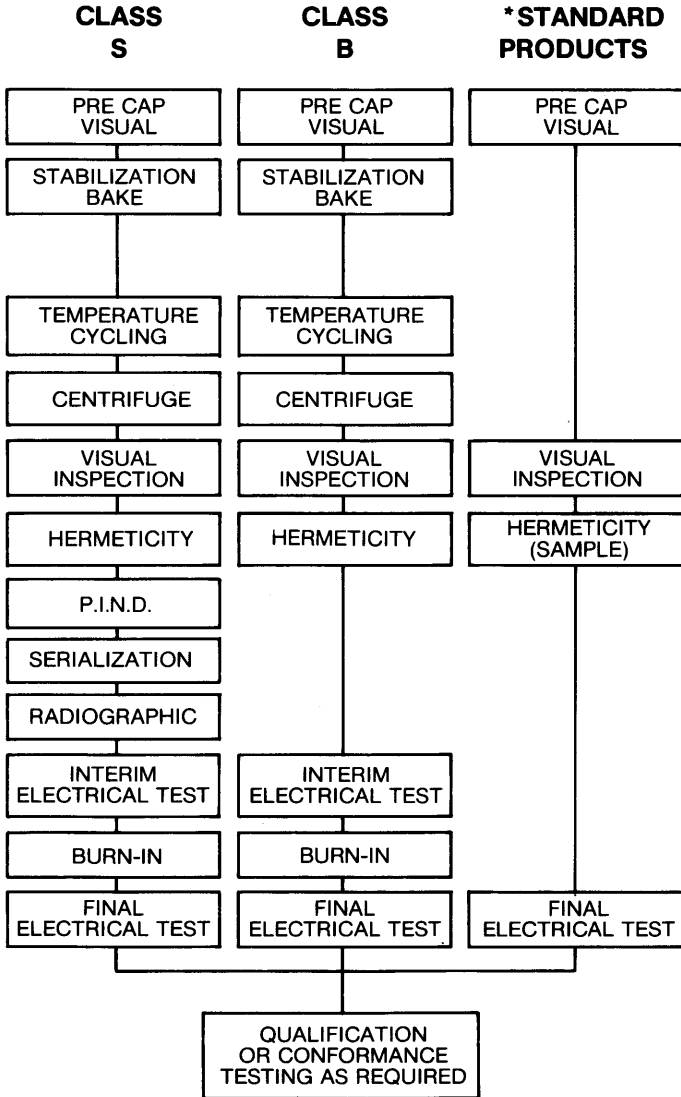 CLASS
S
CLASS
B
*STANDARD
PRODUCTS
PRE CAP
VISUAL
STABILIZATION
BAKE
TEMPERATURE
CYCLING
CENTRIFUGE
VISUAL
INSPECTION
HERMETICITY
P.I.N.D.
SERIALIZATION
RADIOGRAPHIC
INTERIM
ELECTRICAL TEST
BURN-IN
FINAL
ELECTRICAL TEST
PRE CAP
VISUAL
STABILIZATION
BAKE
TEMPERATURE
CYCLING
CENTRIFUGE
VISUAL
INSPECTION
HERMETICITY
INTERIM
ELECTRICAL TEST
BURN-IN
FINAL
ELECTRICAL TEST
PRE CAP
VISUAL
VISUAL
INSPECTION
HERMETICITY
(SAMPLE)
FINAL
ELECTRICAL TEST
QUALIFICATION
OR CONFORMANCE
TESTING AS REQUIRED